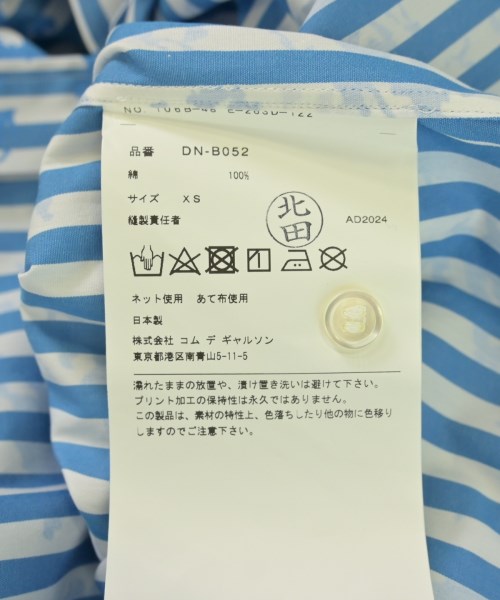 品番 DN-B052
綿 100%
サイズ XS
縫製責任者 北田 AD2024
ネット使用 あて布使用
日本製
株式会社 コム デ ギャルソン
東京都港区南青山5-11-5
濡れたままの放置や、漬け置き洗いは避けて下さい。
プリント加工の保持性は永久ではありません。
この製品は、素材の特性上、色落ちしたり他の物に色移り
しますのでご注意下さい。